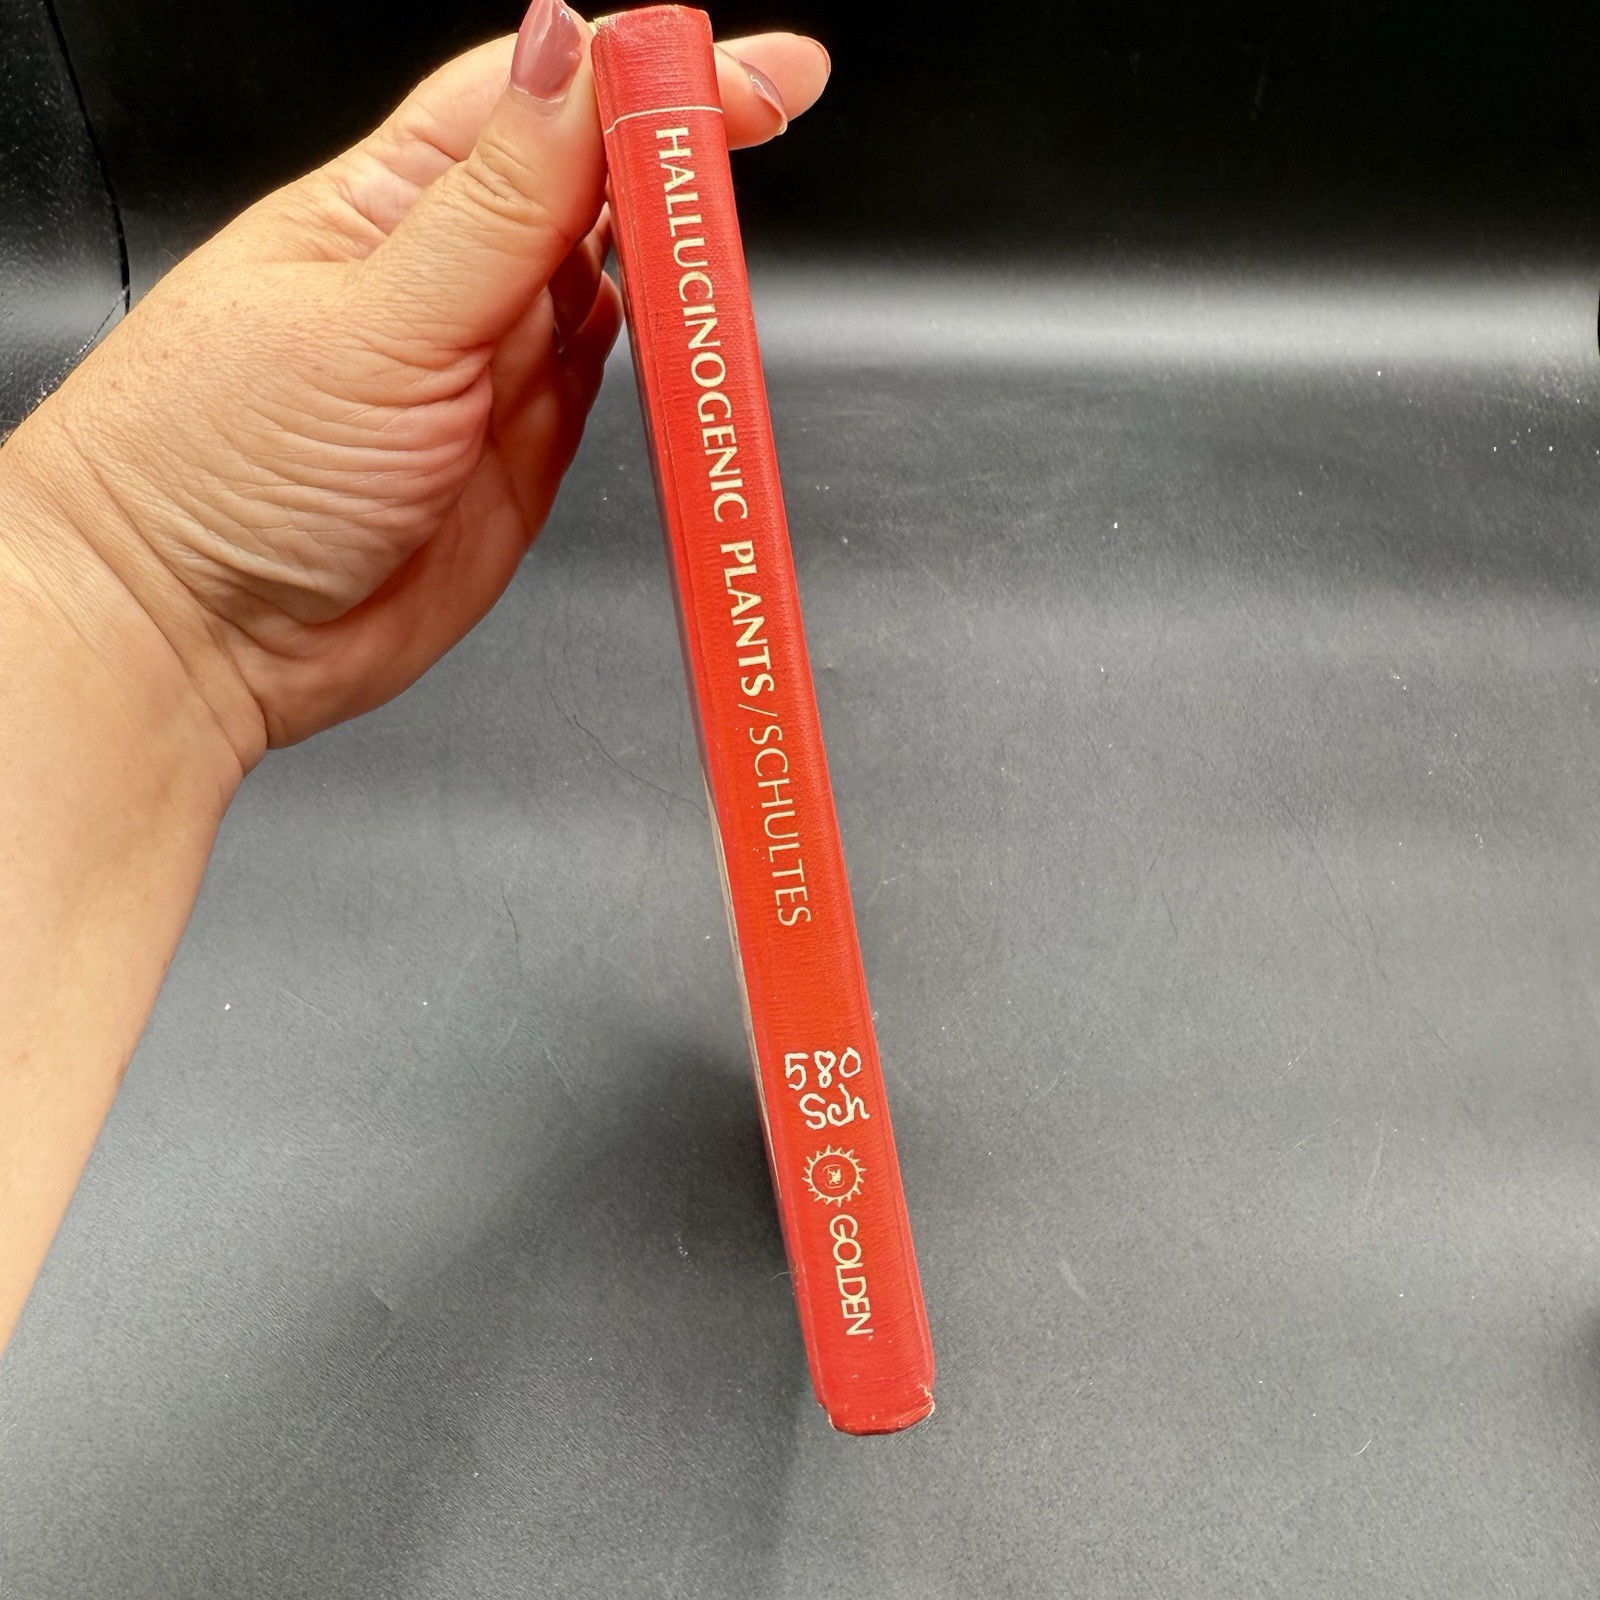 HALLUCINOGENIC PLANTS / SCHULTES
580
Sch
GOLDEN